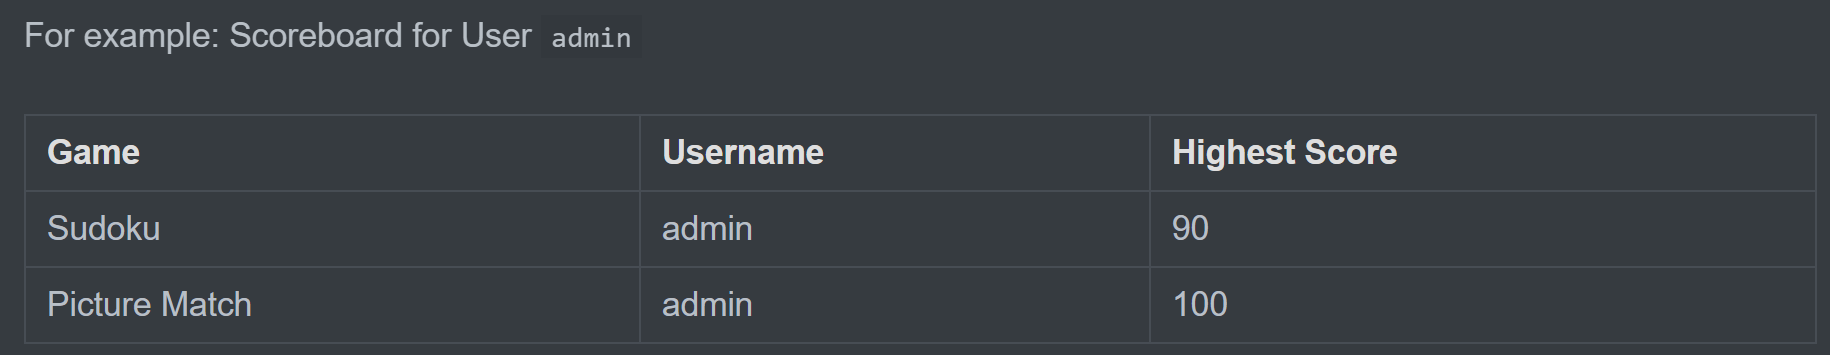 For example: Scoreboard for User admin
Game Username Highest Score
Sudoku admin 90
Picture Match admin 100